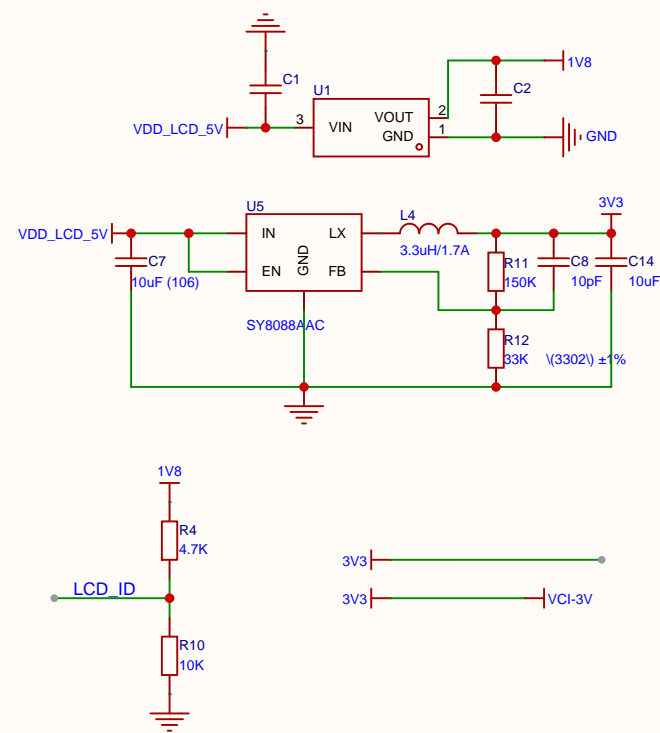 C1
U1
VDD_LCD_5V
3
VIN
VOUT
GND
2
1
C2
1V8
GND
U5
VDD_LCD_5V
IN
EN
GND
LX
FB
SY8088AAC
C7
10uF (106)
L4
3.3uH/1.7A
3V3
R11
150K
C8
10pF
C14
10uF
R12
33K
\(3302\) ±1%
1V8
R4
4.7K
LCD_ID
R10
10K
3V3
3V3
VCI-3V